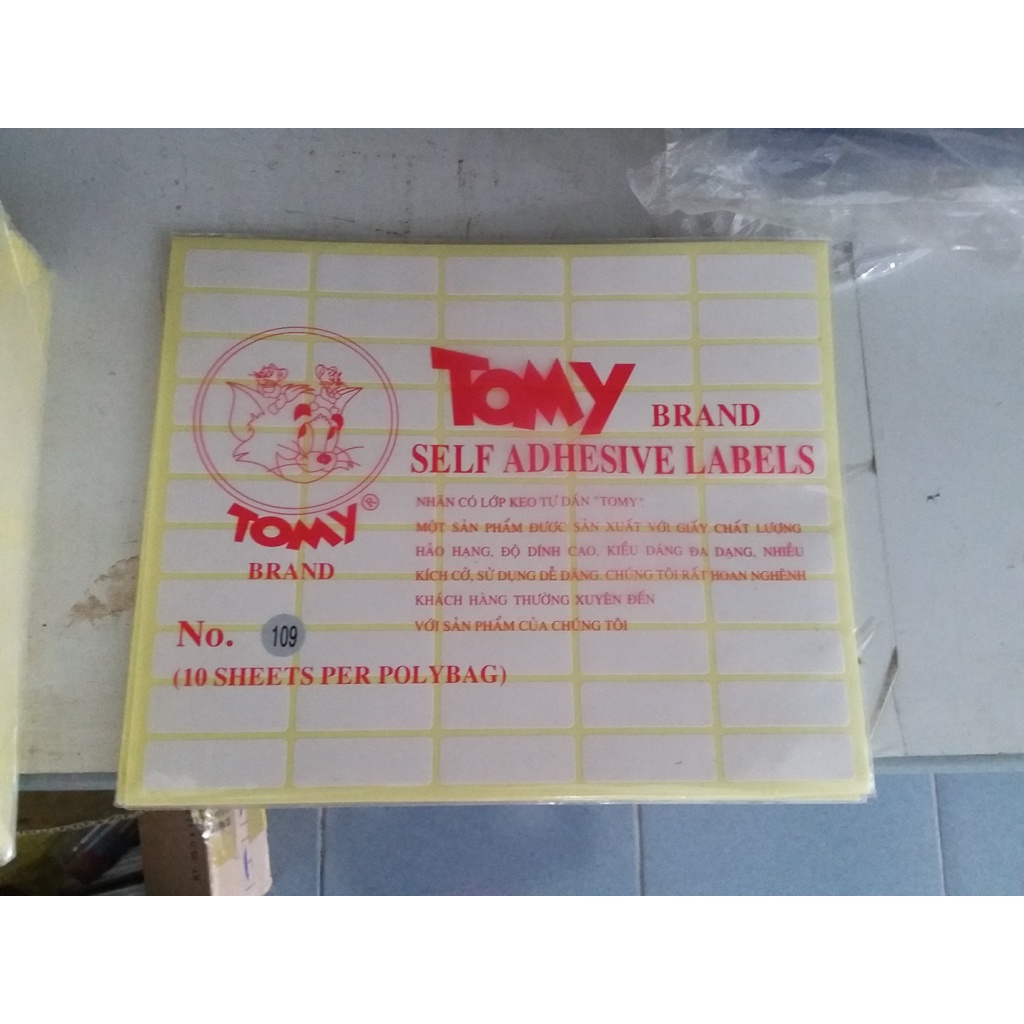 TOMY BRAND
SELF ADHESIVE LABELS
NHÃN CÓ LỚP KEO TỰ DÁN "TOMY"
MỘT SẢN PHẨM ĐƯỢC SẢN XUẤT VỚI GIẤY CHẤT LƯỢNG
HẢO HẠNG, ĐỘ DÍNH CAO, KIỂU DÁNG ĐA DẠNG, NHIỀU
KÍCH CỠ, SỬ DỤNG DỄ DÀNG. CHÚNG TÔI RẤT HOAN NGHÊNH
KHÁCH HÀNG THƯỜNG XUYÊN ĐẾN
VỚI SẢN PHẨM CỦA CHÚNG TÔI
TOMY ®
BRAND
No. 109
(10 SHEETS PER POLYBAG)